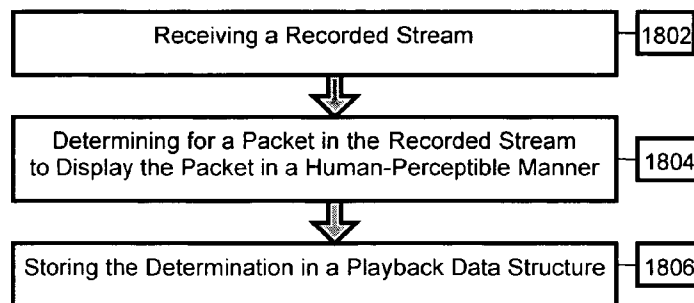 Receiving a Recorded Stream
1802
Determining for a Packet in the Recorded Stream
to Display the Packet in a Human-Perceptible Manner
1804
Storing the Determination in a Playback Data Structure
1806